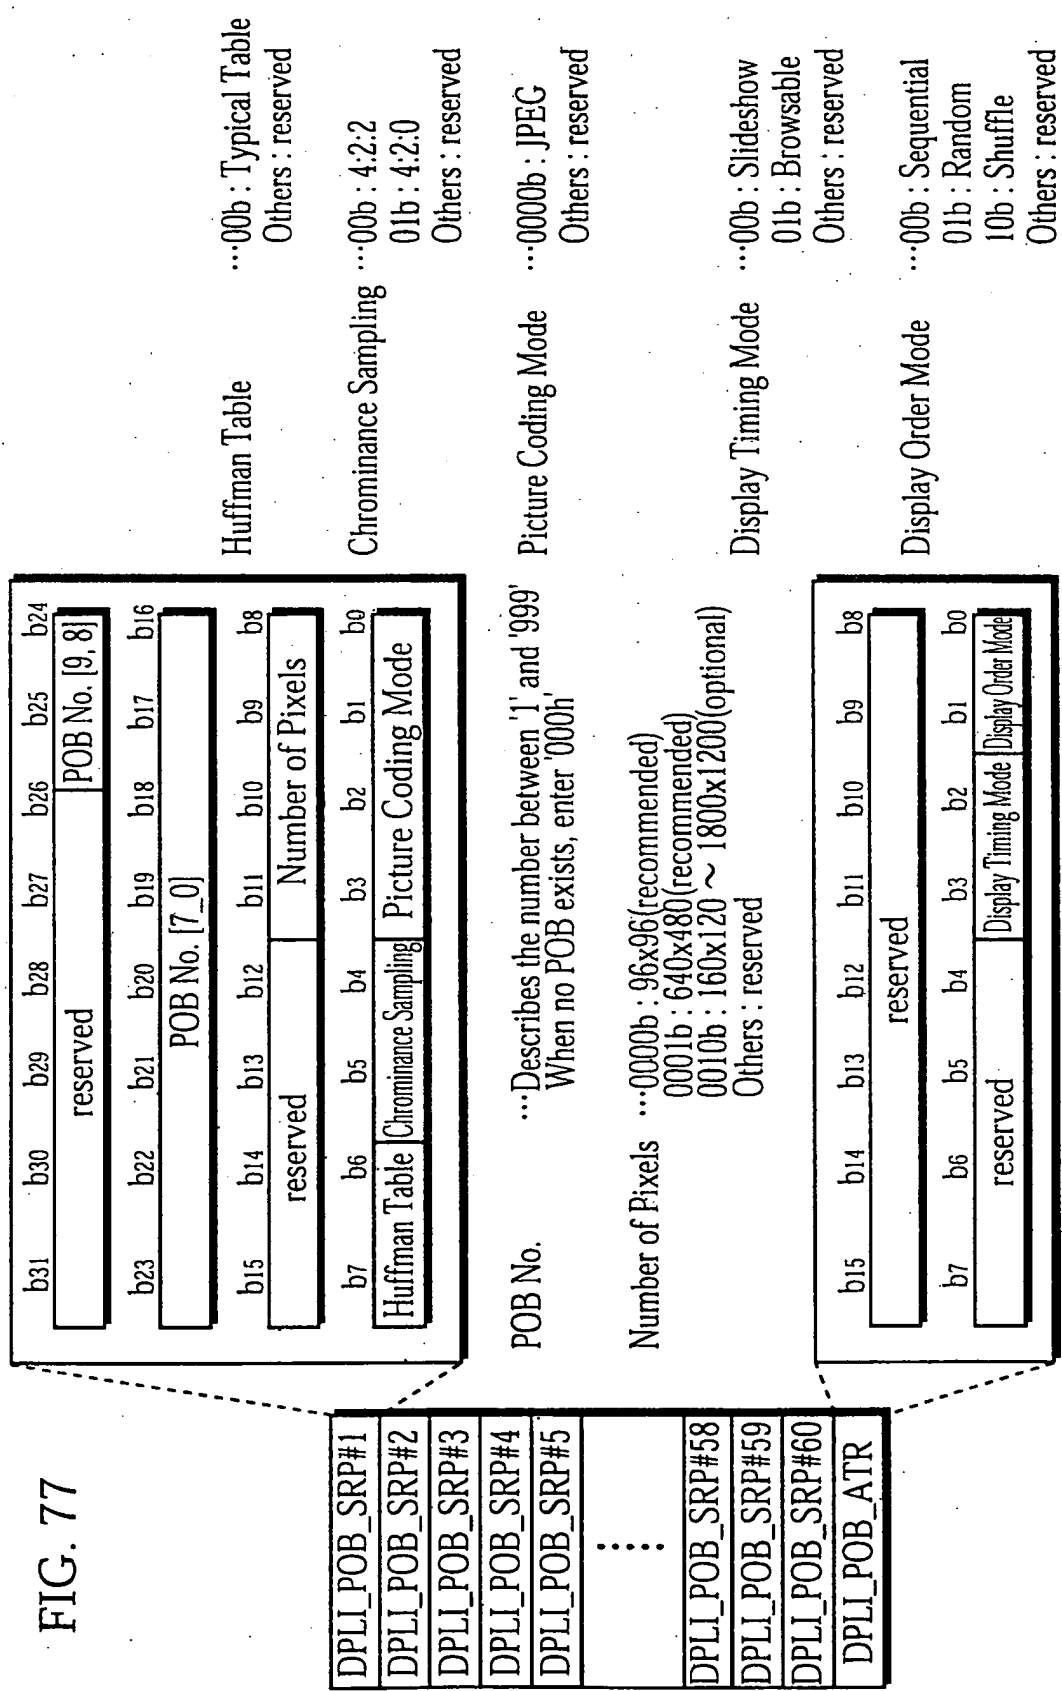 FIG. 77
DPLI_POB_SRP#1
DPLI_POB_SRP#2
DPLI_POB_SRP#3
DPLI_POB_SRP#4
DPLI_POB_SRP#5
DPLI_POB_SRP#58
DPLI_POB_SRP#59
DPLI_POB_SRP#60
DPLI_POB_ATR
b31 b30 b29 b28 b27 b26 b25 b24
reserved POB No. [9, 8]
b23 b22 b21 b20 b19 b18 b17 b16
POB No. [7_0]
b15 b14 b13 b12 b11 b10 b9 b8
reserved Number of Pixels
b7 b6 b5 b4 b3 b2 b1 b0
Huffman Table Chrominance Sampling Picture Coding Mode
POB No. ···Describes the number between '1' and '999'
When no POB exists, enter '000h'
Number of Pixels ···0000b : 96x96(recommended)
0001b : 640x480(recommended)
0010b : 160x120 ~ 1800x1200(optional)
Others : reserved
b15 b14 b13 b12 b11 b10 b9 b8
reserved
b7 b6 b5 b4 b3 b2 b1 b0
reserved Display Timing Mode Display Order Mode
Huffman Table ···00b : Typical Table
Others : reserved
Chrominance Sampling ···00b : 4:2:2
01b : 4:2:0
Others : reserved
Picture Coding Mode ···0000b : JPEG
Others : reserved
Display Timing Mode ···00b : Slideshow
01b : Browsable
Others : reserved
Display Order Mode ···00b : Sequential
01b : Random
10b : Shuffle
Others : reserved